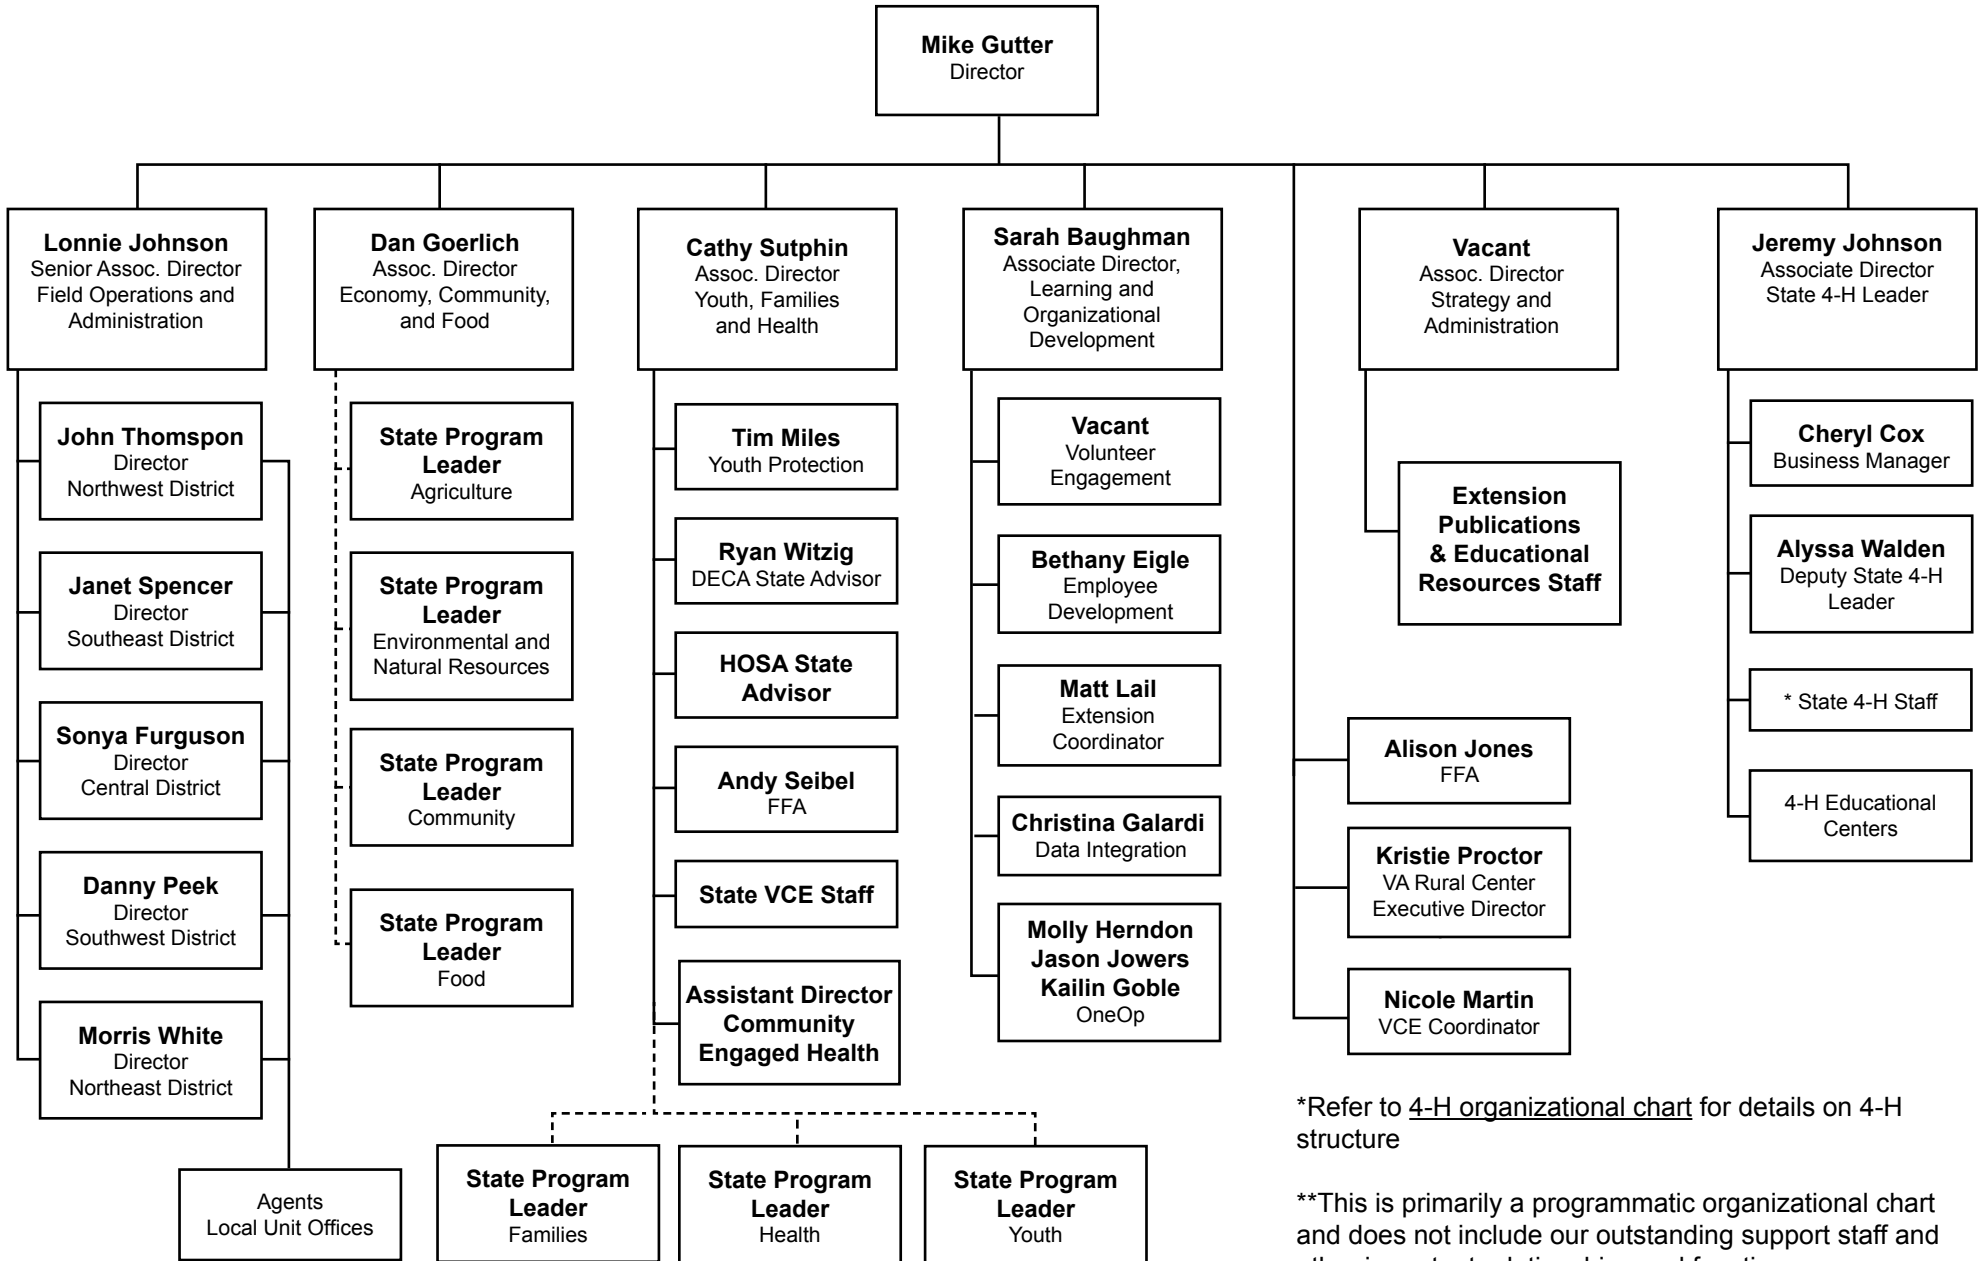 Mike Gutter
Director
Lonnie Johnson
Senior Assoc. Director
Field Operations and
Administration
John Thomspon
Director
Northwest District
Janet Spencer
Director
Southeast District
Sonya Furguson
Director
Central District
Danny Peek
Director
Southwest District
Morris White
Director
Northeast District
Agents
Local Unit Offices
Dan Goerlich
Assoc. Director
Economy, Community,
and Food
State Program
Leader
Agriculture
State Program
Leader
Environmental and
Natural Resources
State Program
Leader
Community
State Program
Leader
Food
Cathy Sutphin
Assoc. Director
Youth, Families
and Health
Tim Miles
Youth Protection
Ryan Witzig
DECA State Advisor
HOSA State
Advisor
Andy Seibel
FFA
State VCE Staff
Assistant Director
Community
Engaged Health
State Program
Leader
Families
State Program
Leader
Health
State Program
Leader
Youth
Sarah Baughman
Associate Director,
Learning and
Organizational
Development
Vacant
Volunteer
Engagement
Bethany Eigle
Employee
Development
Matt Lail
Extension
Coordinator
Christina Galardi
Data Integration
Molly Herndon
Jason Jowers
Kailin Goble
OneOp
Vacant
Assoc. Director
Strategy and
Administration
Extension
Publications
& Educational
Resources Staff
Alison Jones
FFA
Kristie Proctor
VA Rural Center
Executive Director
Nicole Martin
VCE Coordinator
Jeremy Johnson
Associate Director
State 4-H Leader
Cheryl Cox
Business Manager
Alyssa Walden
Deputy State 4-H
Leader
* State 4-H Staff
4-H Educational
Centers
*Refer to 4-H organizational chart for details on 4-H
structure
**This is primarily a programmatic organizational chart
and does not include our outstanding support staff and